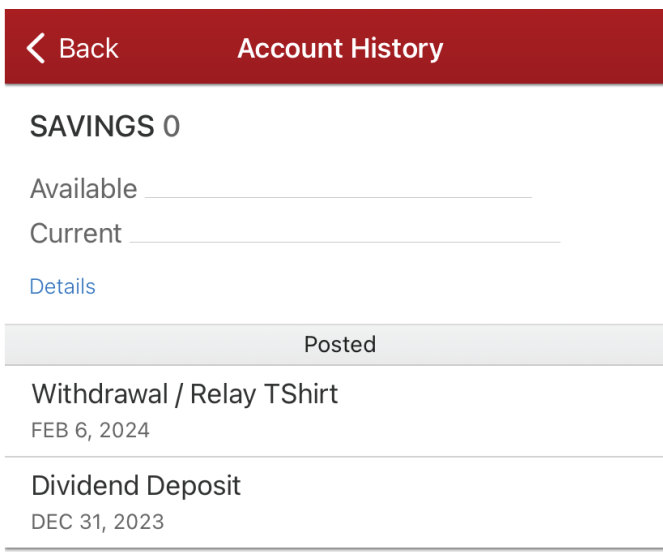 Back
Account History
SAVINGS 0
Available
Current
Details
Posted
Withdrawal / Relay TShirt
FEB 6, 2024
Dividend Deposit
DEC 31, 2023